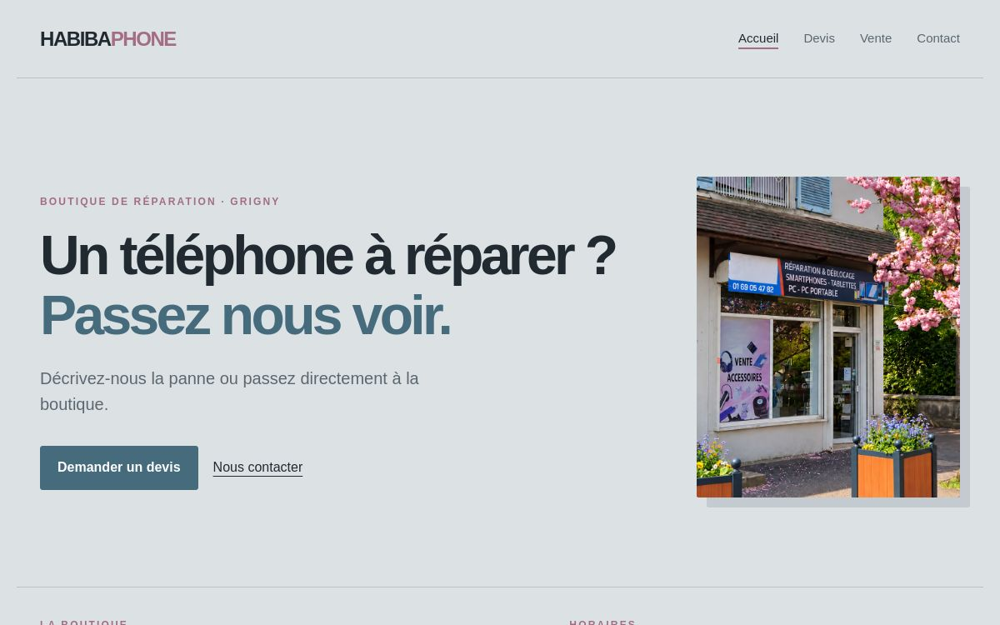 HABIBAPHONE
Accueil
Devis
Vente
Contact
BOUTIQUE DE RÉPARATION · GRIGNY
Un téléphone à réparer ?
Passez nous voir.
Décrivez-nous la panne ou passez directement à la
boutique.
Demander un devis
Nous contacter
01 69 05 47 82
RÉPARATION & DÉBLOCAGE
SMARTPHONES - TABLETTES
PC - PC PORTABLE
VENTE
ACCESSOIRES
LA BOUTIQUE
HORAIRES